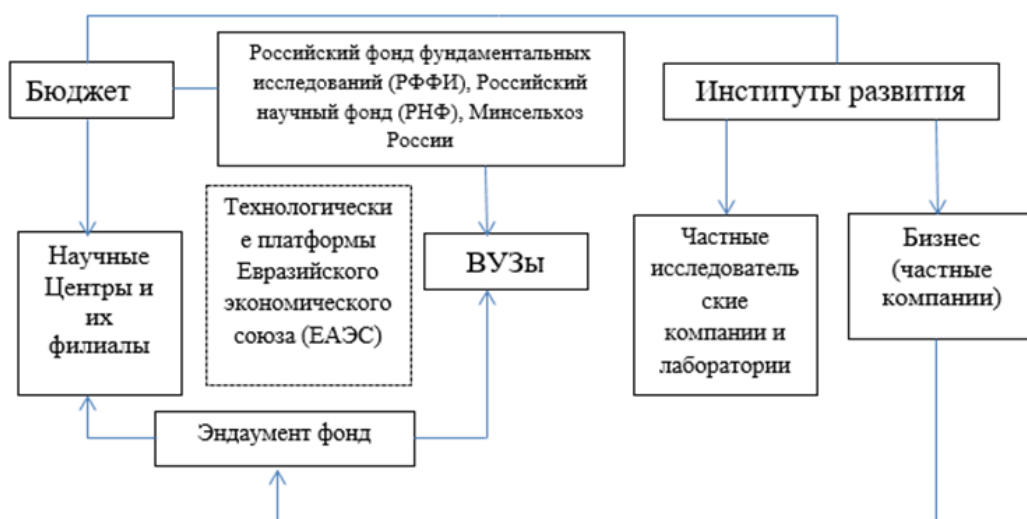 Бюджет
Российский фонд фундаментальных
исследований (РФФИ), Российский
научный фонд (РНФ), Минсельхоз
России
Институты развития
Научные
Центры и
их
филиалы
Технологически
е платформы
Евразийского
экономического
союза (ЕАЭС)
ВУЗы
Частные
исследователь
ские
компании и
лаборатории
Бизнес
(частные
компании)
Эндаумент фонд